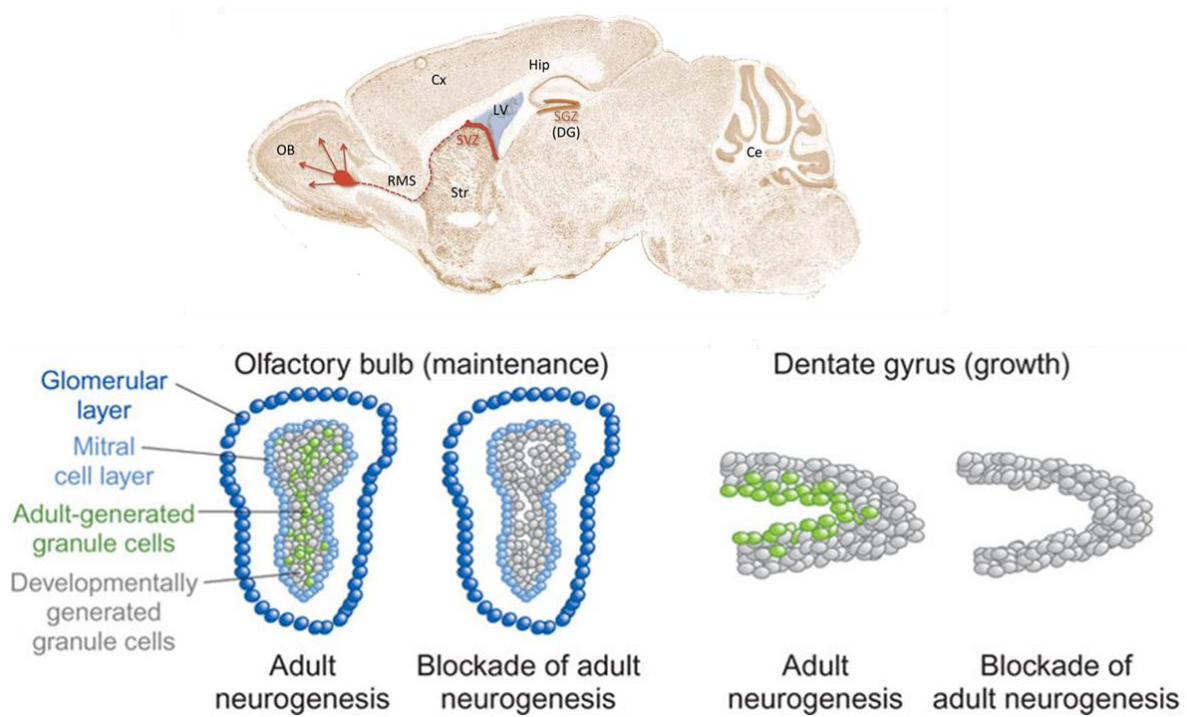 Cx
Hip
LV
SGZ
(DG)
SVZ
OB
RMS
Str
Ce
Olfactory bulb (maintenance)
Dentate gyrus (growth)
Glomerular
layer
Mitral
cell layer
Adult-generated
granule cells
Developmentally
generated
granule cells
Adult
neurogenesis
Blockade of adult
neurogenesis
Adult
neurogenesis
Blockade of
adult neurogenesis